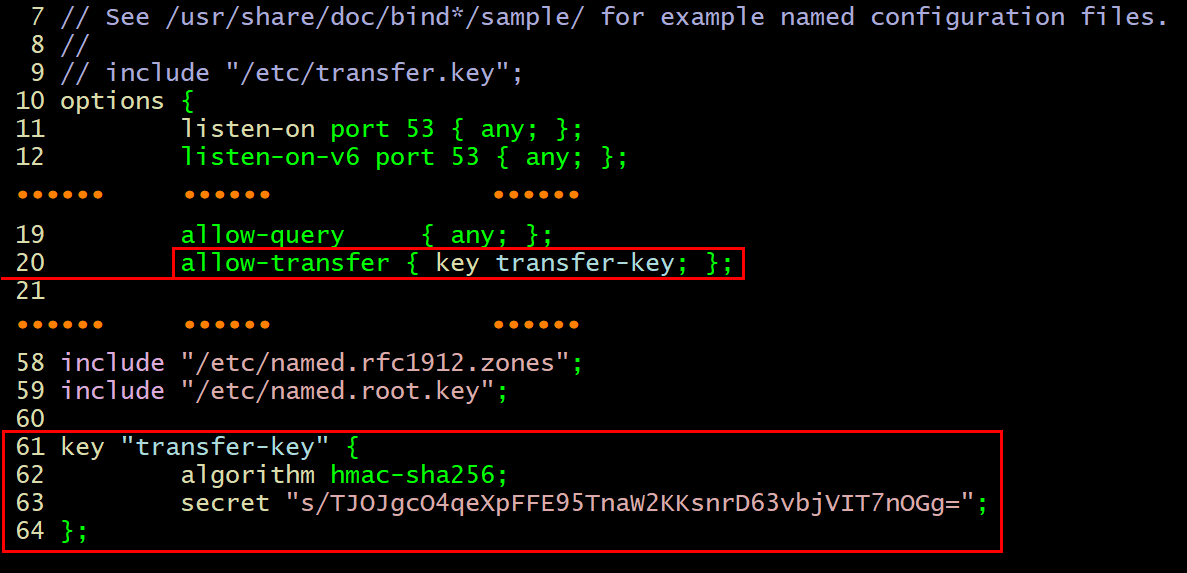 7 // See /usr/share/doc/bind*/sample/ for example named configuration files.
8 //
9 // include "/etc/transfer.key";
10 options {
11         listen-on port 53 { any; };
12         listen-on-v6 port 53 { any; };
••••••     ••••••               ••••••
19         allow-query     { any; };
20         allow-transfer { key transfer-key; };
21
••••••     ••••••               ••••••
58 include "/etc/named.rfc1912.zones";
59 include "/etc/named.root.key";
60
61 key "transfer-key" {
62         algorithm hmac-sha256;
63         secret "s/TJOJgcO4qeXpFFE95TnaW2KKsnrD63vbjVIT7nOGg=";
64 };